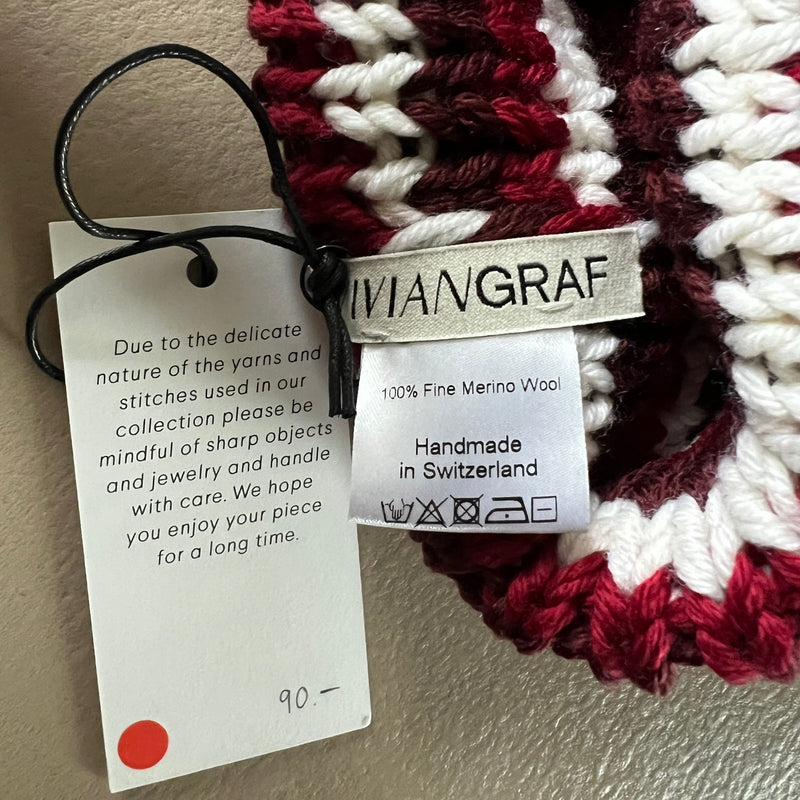 Due to the delicate
nature of the yarns and
stitches used in our
collection please be
mindful of sharp objects
and jewelry and handle
with care. We hope
you enjoy your piece
for a long time.
90.–
IVIANGRAF
100% Fine Merino Wool
Handmade
in Switzerland